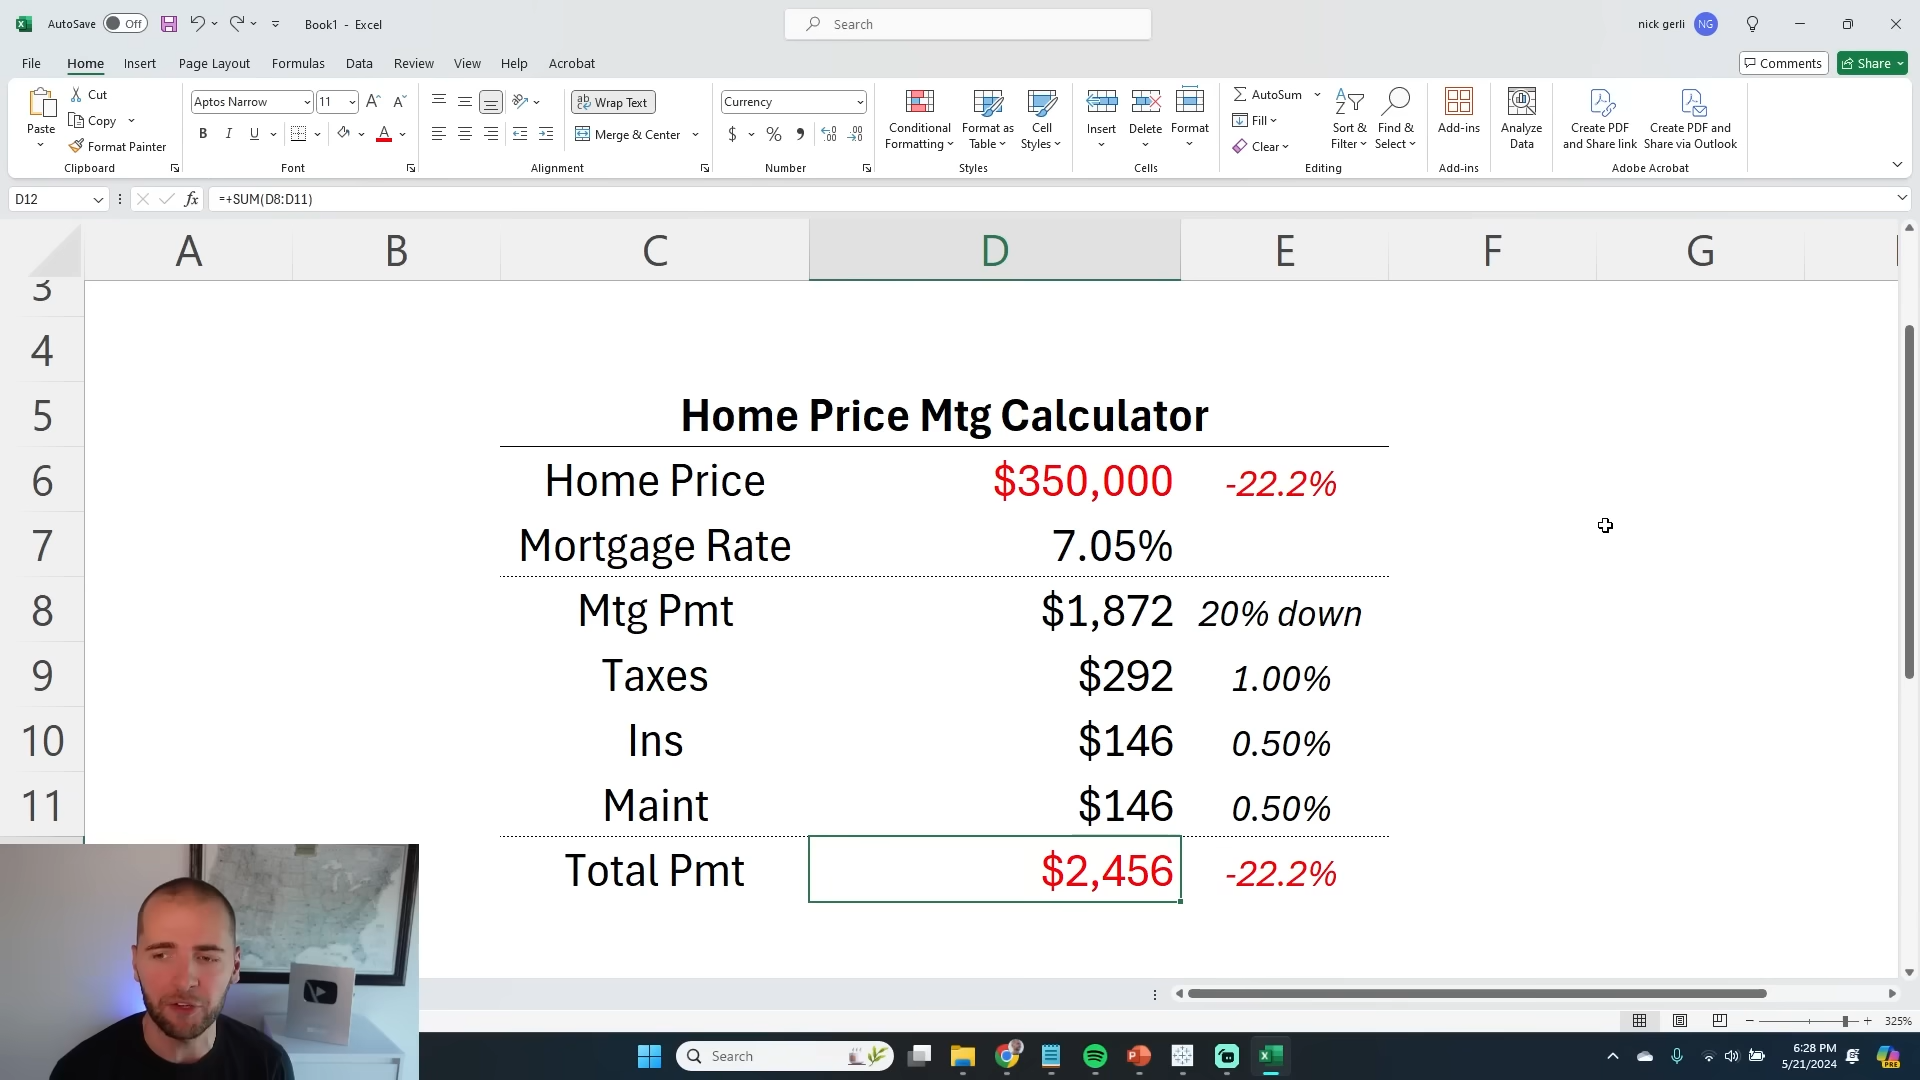 AutoSave Off Book1 - Excel Search nick gerli NG
File Home Insert Page Layout Formulas Data Review View Help Acrobat Comments Share
Paste Cut Copy Format Painter Clipboard
Aptos Narrow 11 A A B I U A Font
ab Wrap Text Merge & Center Alignment
Currency $ % , Number
Conditional Formatting Format as Table Cell Styles Styles
Insert Delete Format Cells
AutoSum Fill Clear Sort & Filter Find & Select Editing
Add-ins Add-ins
Analyze Data
Create PDF and Share link Create PDF and Share via Outlook Adobe Acrobat
D12 fx =+SUM(D8:D11)
A B C D E F G
3
4
5 Home Price Mtg Calculator
6 Home Price $350,000 -22.2%
7 Mortgage Rate 7.05%
8 Mtg Pmt $1,872 20% down
9 Taxes $292 1.00%
10 Ins $146 0.50%
11 Maint $146 0.50%
Total Pmt $2,456 -22.2%
325%
Search 6:28 PM
5/21/2024